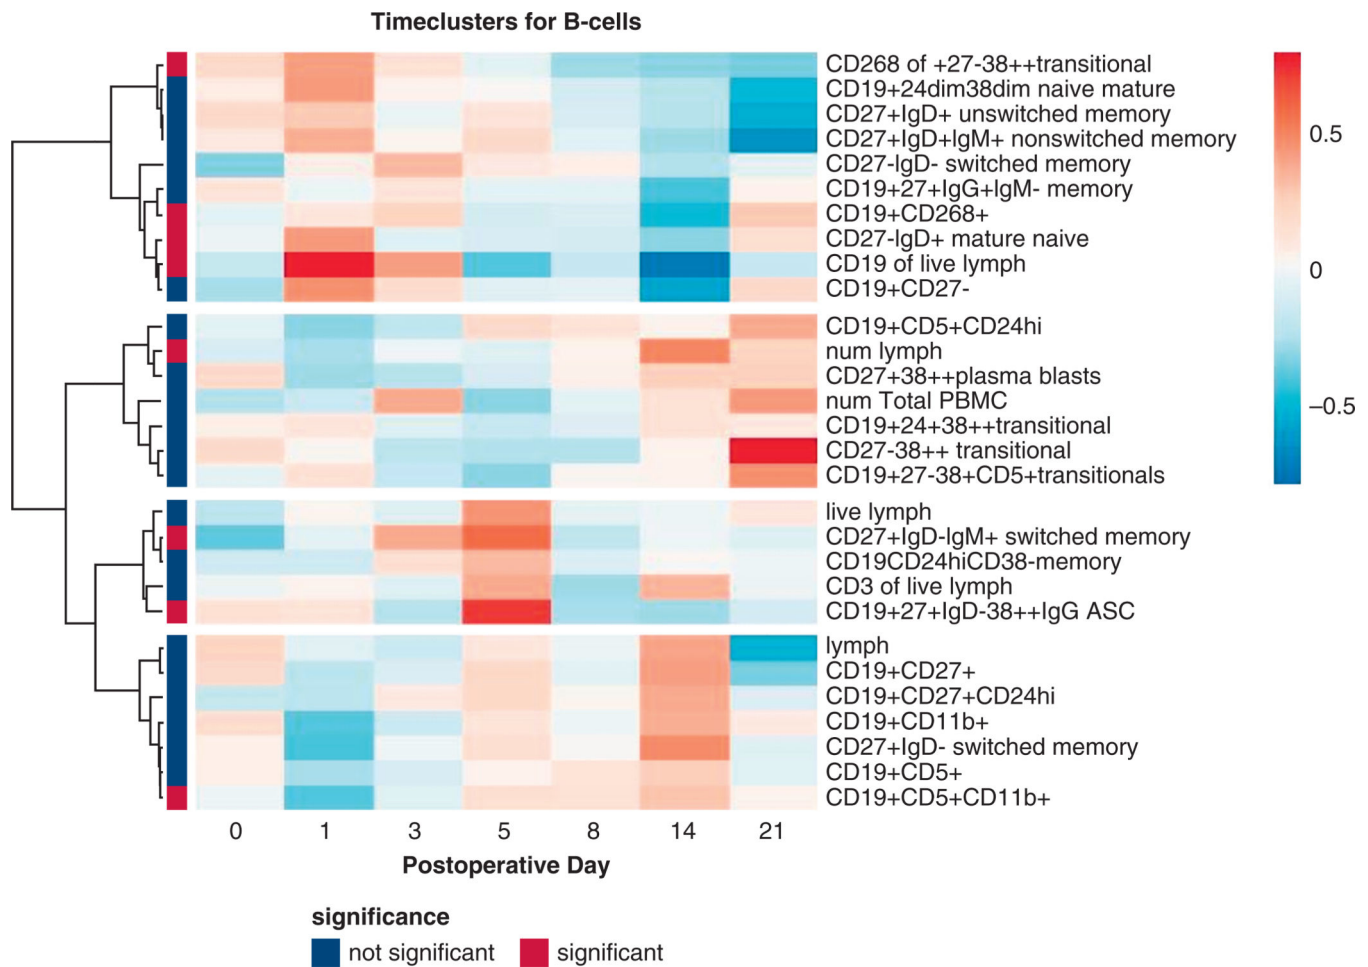 Timeclusters for B-cells
CD268 of +27-38++transitional
CD19+24dim38dim naive mature
CD27+IgD+ unswitched memory
CD27+IgD+IgM+ nonswitched memory
CD27-IgD- switched memory
CD19+27+IgG+IgM- memory
CD19+CD268+
CD27-IgD+ mature naive
CD19 of live lymph
CD19+CD27-
CD19+CD5+CD24hi
num lymph
CD27+38++plasma blasts
num Total PBMC
CD19+24+38++transitional
CD27-38++ transitional
CD19+27-38+CD5+transitionals
live lymph
CD27+IgD-IgM+ switched memory
CD19CD24hiCD38-memory
CD3 of live lymph
CD19+27+IgD-38++IgG ASC
lymph
CD19+CD27+
CD19+CD27+CD24hi
CD19+CD11b+
CD27+IgD- switched memory
CD19+CD5+
CD19+CD5+CD11b+
0.5
0
–0.5
0 1 3 5 8 14 21
Postoperative Day
significance
not significant significant